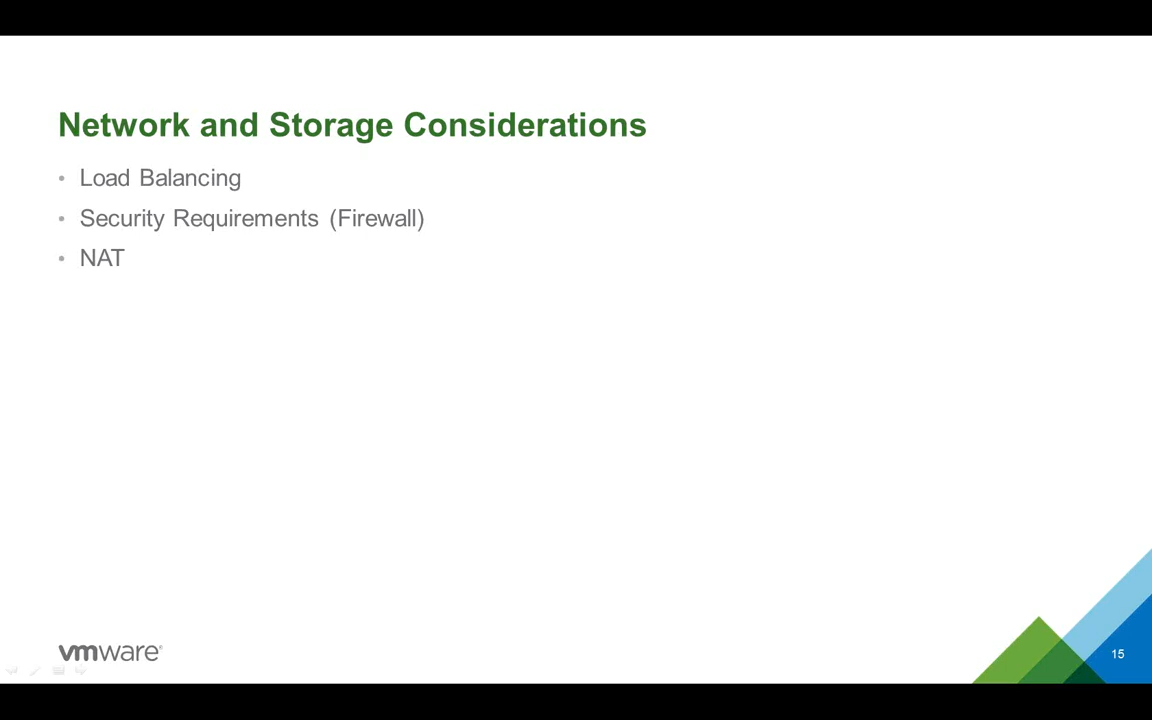 Network and Storage Considerations
• Load Balancing
• Security Requirements (Firewall)
• NAT
vmware®
15